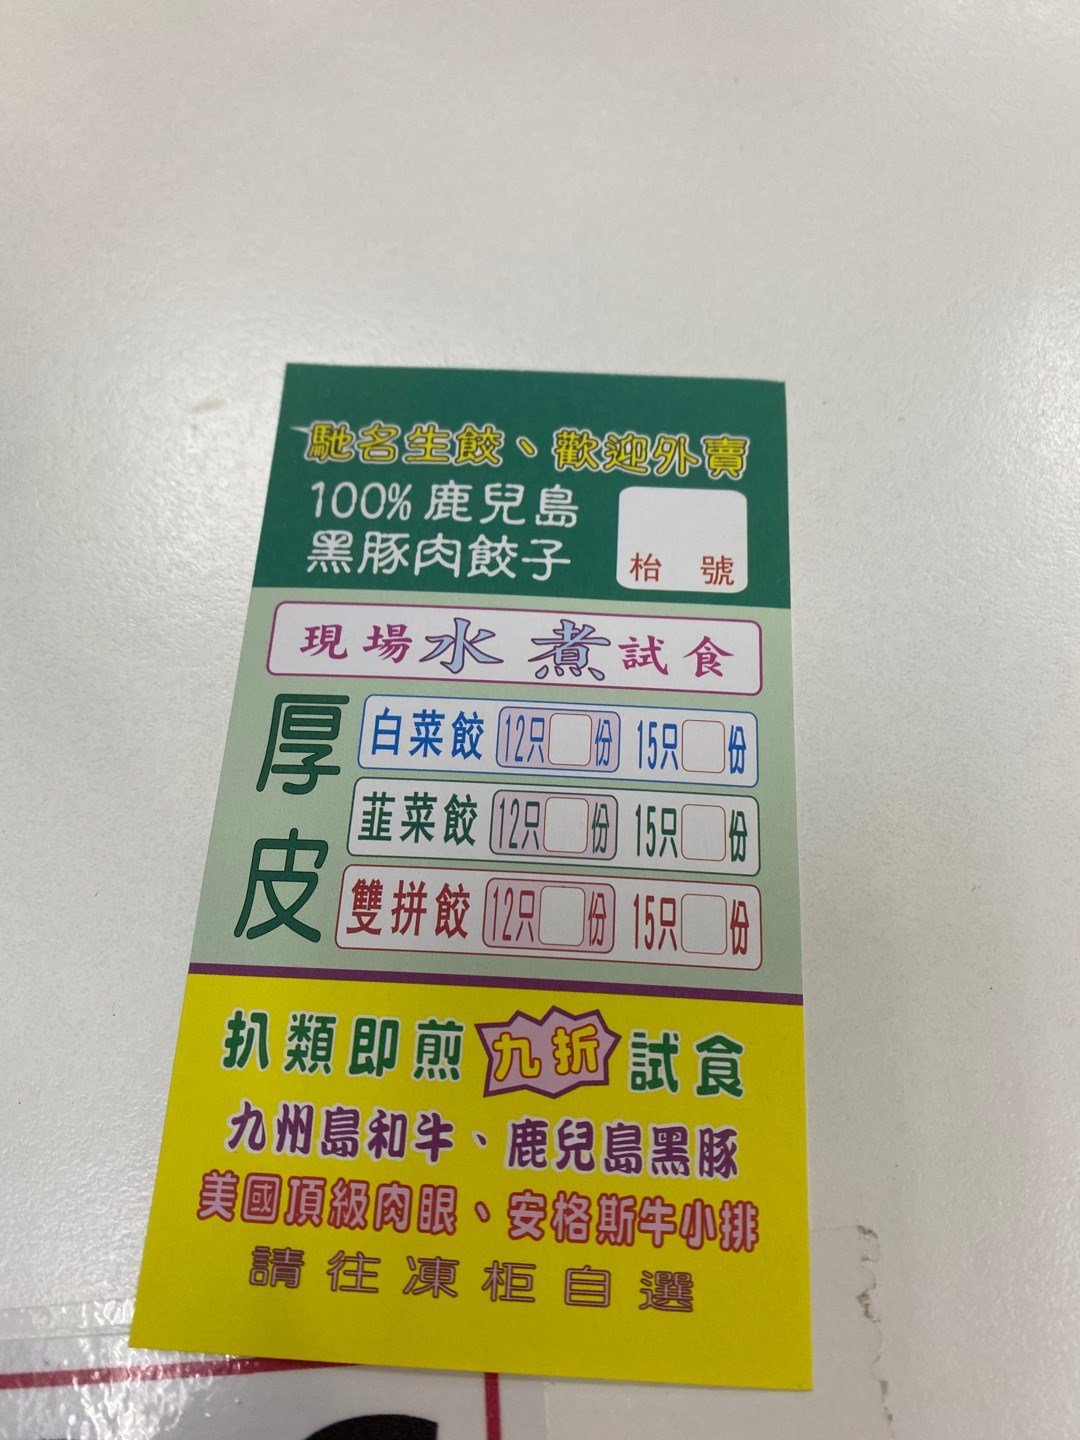 馳名生餃、歡迎外賣
100%鹿兒島
黑豚肉餃子
枱 號
現場水煮試食
厚皮
白菜餃 12只 份 15只 份
韮菜餃 12只 份 15只 份
雙拼餃 12只 份 15只 份
扒類即煎九折試食
九州島和牛、鹿兒島黑豚
美國頂級肉眼、安格斯牛小排
請往凍柜自選